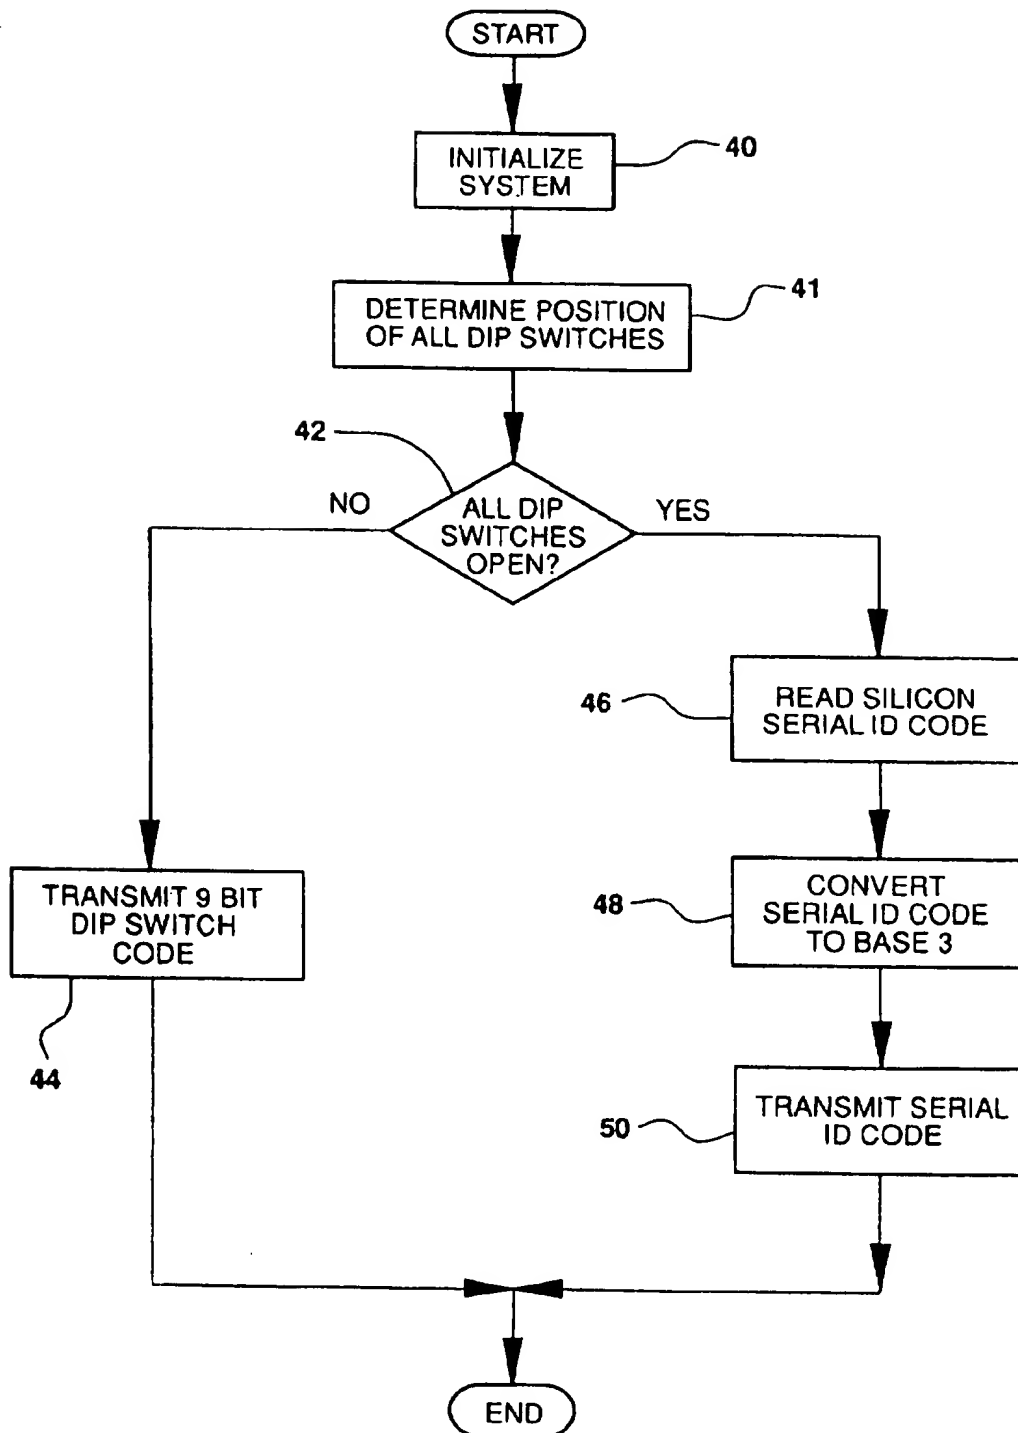 START
INITIALIZE
SYSTEM
40
DETERMINE POSITION
OF ALL DIP SWITCHES
41
42
NO
ALL DIP
SWITCHES
OPEN?
YES
46
READ SILICON
SERIAL ID CODE
TRANSMIT 9 BIT
DIP SWITCH
CODE
44
48
CONVERT
SERIAL ID CODE
TO BASE 3
50
TRANSMIT SERIAL
ID CODE
END